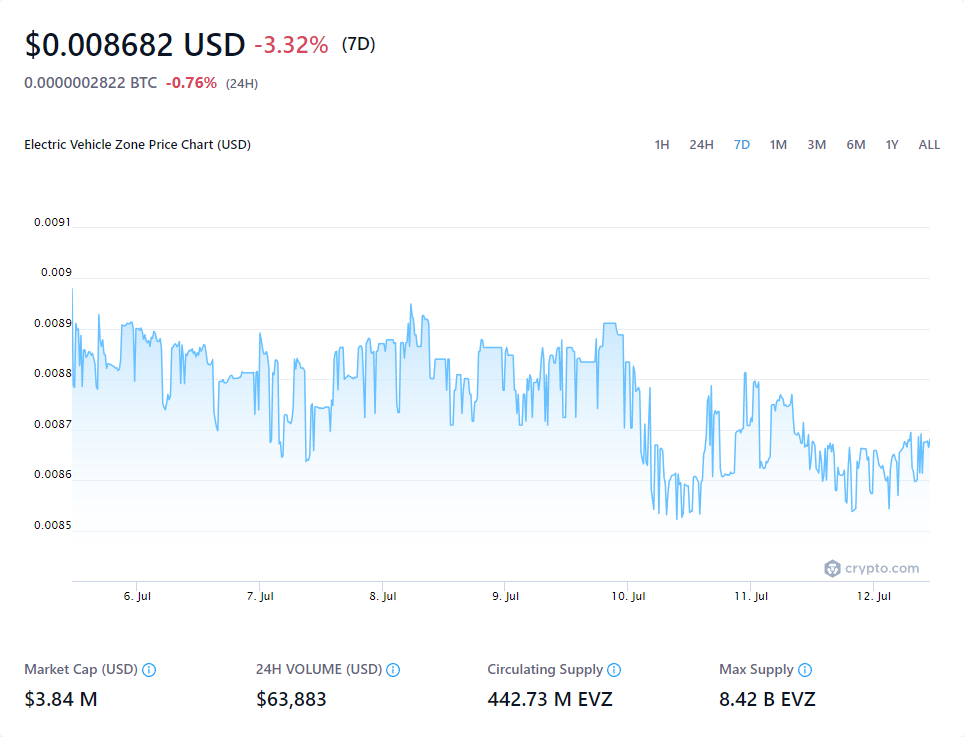 $0.008682 USD -3.32% (7D)
0.0000002822 BTC -0.76% (24H)
Electric Vehicle Zone Price Chart (USD) 1H 24H 7D 1M 3M 6M 1Y ALL
0.0091
0.009
0.0089
0.0088
0.0087
0.0086
0.0085
crypto.com
6. Jul 7. Jul 8. Jul 9. Jul 10. Jul 11. Jul 12. Jul
Market Cap (USD) 24H VOLUME (USD) Circulating Supply Max Supply
$3.84 M $63,883 442.73 M EVZ 8.42 B EVZ